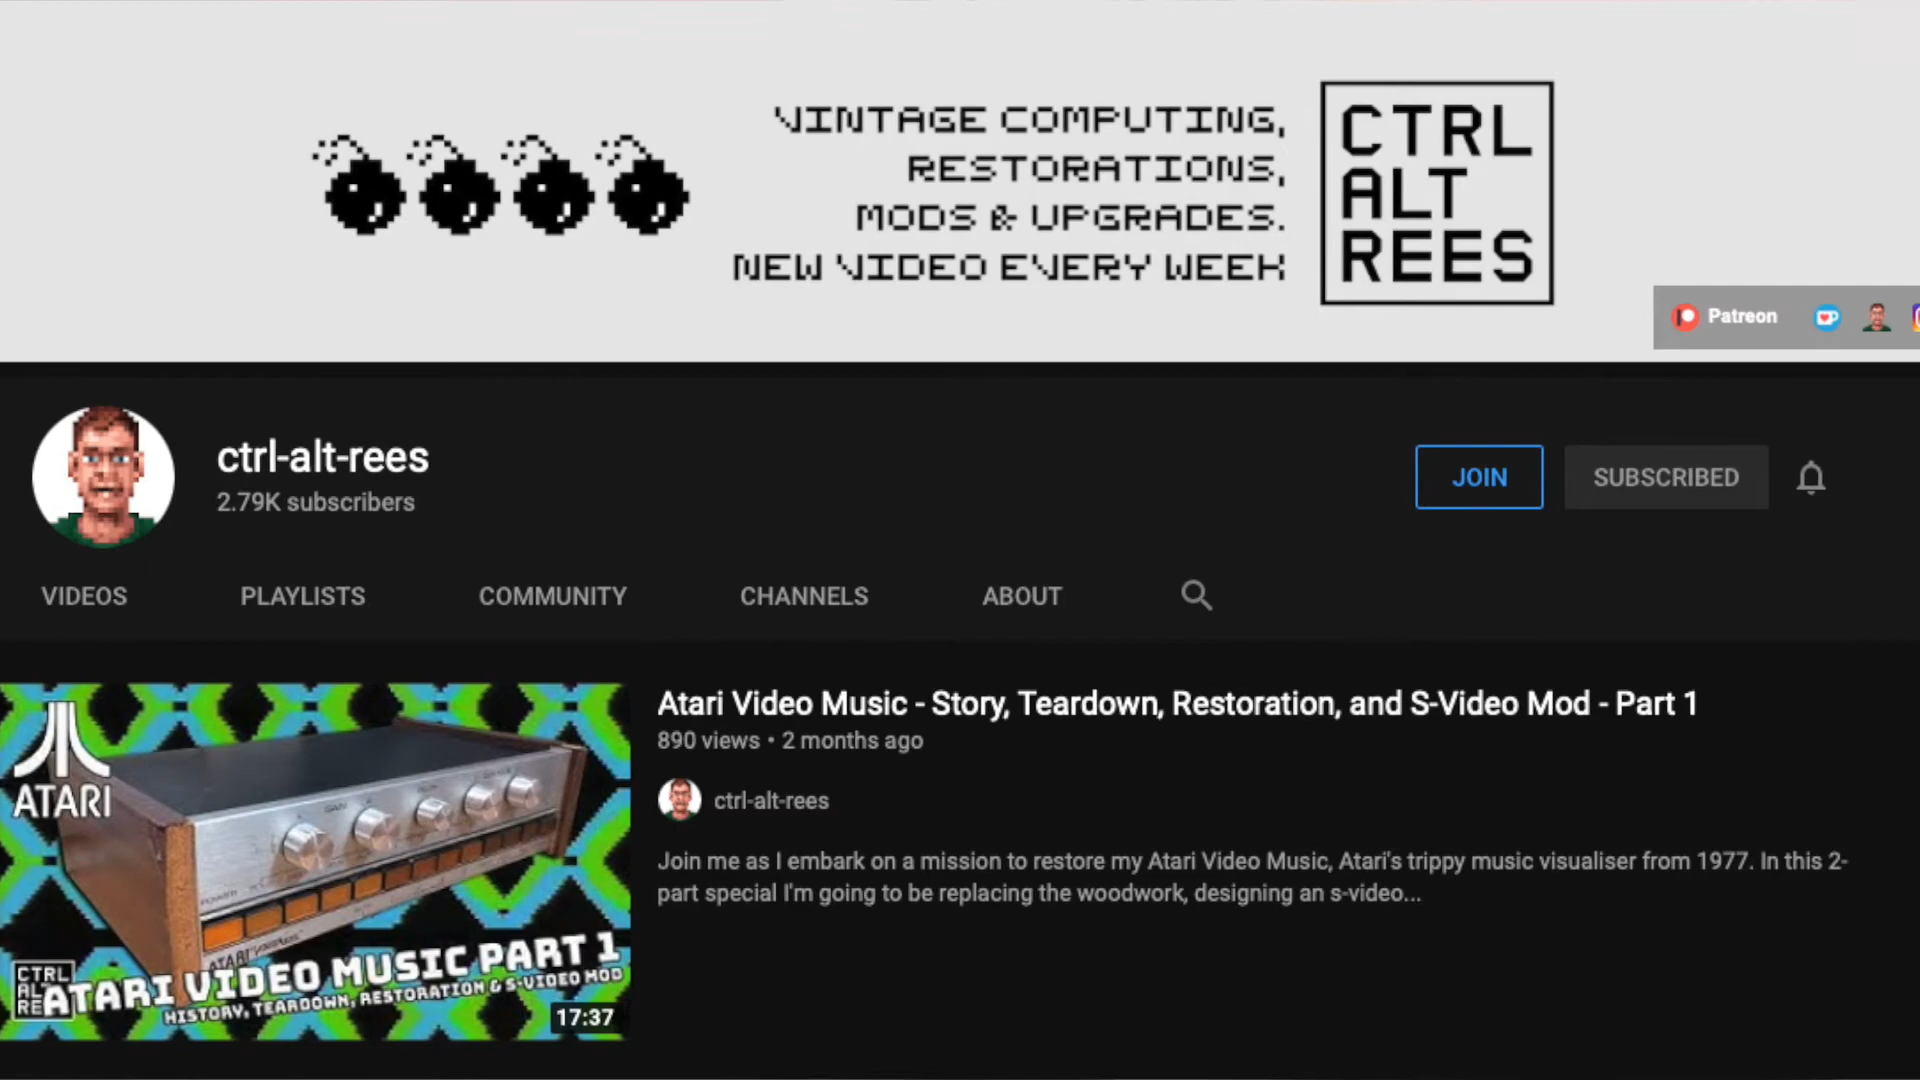 VINTAGE COMPUTING,
RESTORATIONS,
MODS & UPGRADES.
NEW VIDEO EVERY WEEK
CTRL
ALT
REES
Patreon
ctrl-alt-rees
2.79K subscribers
JOIN
SUBSCRIBED
VIDEOS
PLAYLISTS
COMMUNITY
CHANNELS
ABOUT
ATARI
GAIN
POWER
CTRL
ATARI VIDEO MUSIC PART 1
HISTORY, TEARDOWN, RESTORATION & S-VIDEO MOD
17:37
Atari Video Music - Story, Teardown, Restoration, and S-Video Mod - Part 1
890 views • 2 months ago
ctrl-alt-rees
Join me as I embark on a mission to restore my Atari Video Music, Atari's trippy music visualiser from 1977. In this 2-
part special I'm going to be replacing the woodwork, designing an s-video...